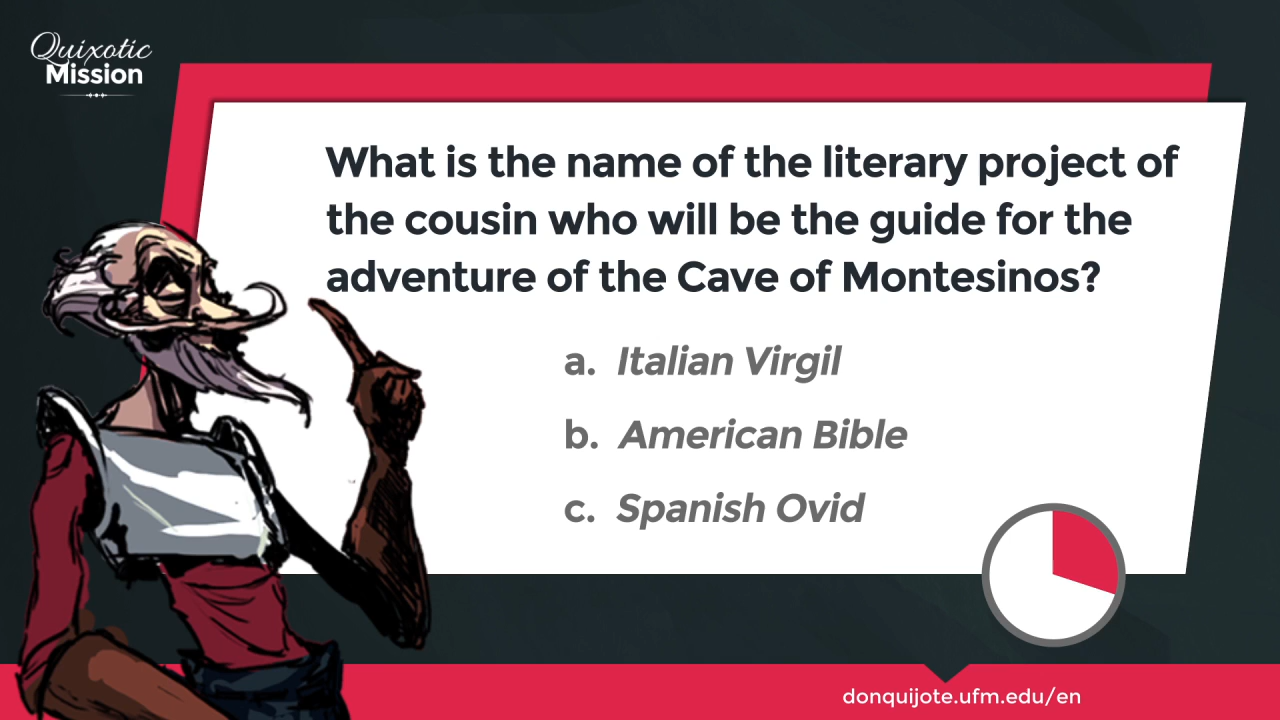 Quixotic
Mission
What is the name of the literary project of
the cousin who will be the guide for the
adventure of the Cave of Montesinos?
a. Italian Virgil
b. American Bible
c. Spanish Ovid
donquijote.ufm.edu/en